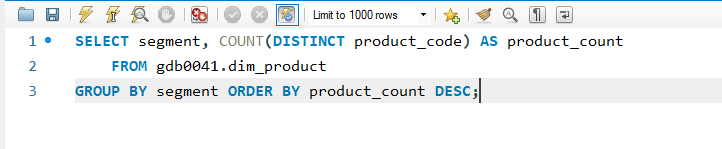 Limit to 1000 rows
1 SELECT segment, COUNT(DISTINCT product_code) AS product_count
2 FROM gdb0041.dim_product
3 GROUP BY segment ORDER BY product_count DESC;